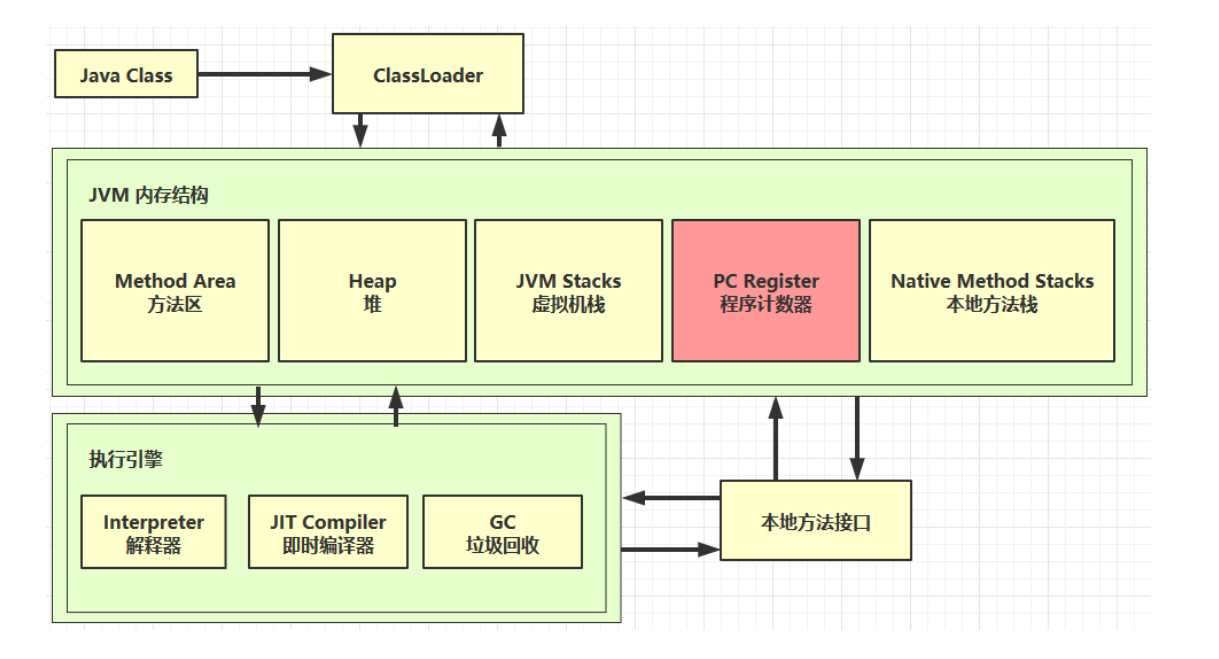 Java Class
ClassLoader
JVM 内存结构
Method Area
方法区
Heap
堆
JVM Stacks
虚拟机栈
PC Register
程序计数器
Native Method Stacks
本地方法栈
执行引擎
Interpreter
解释器
JIT Compiler
即时编译器
GC
垃圾回收
本地方法接口